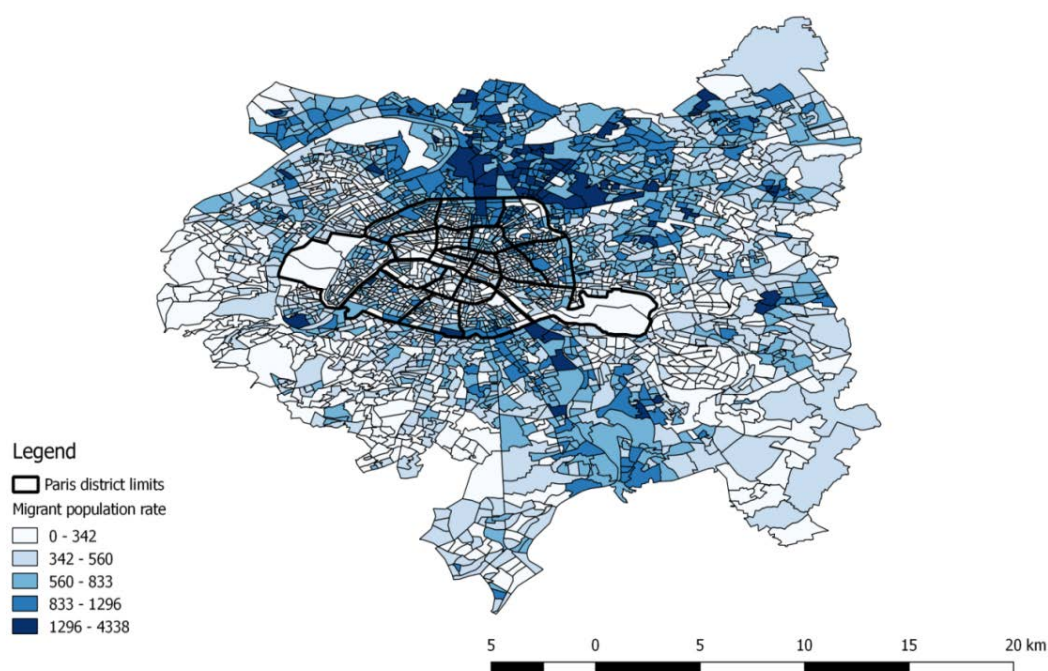 Legend
Paris district limits
Migrant population rate
0 - 342
342 - 560
560 - 833
833 - 1296
1296 - 4338
5 0 5 10 15 20 km